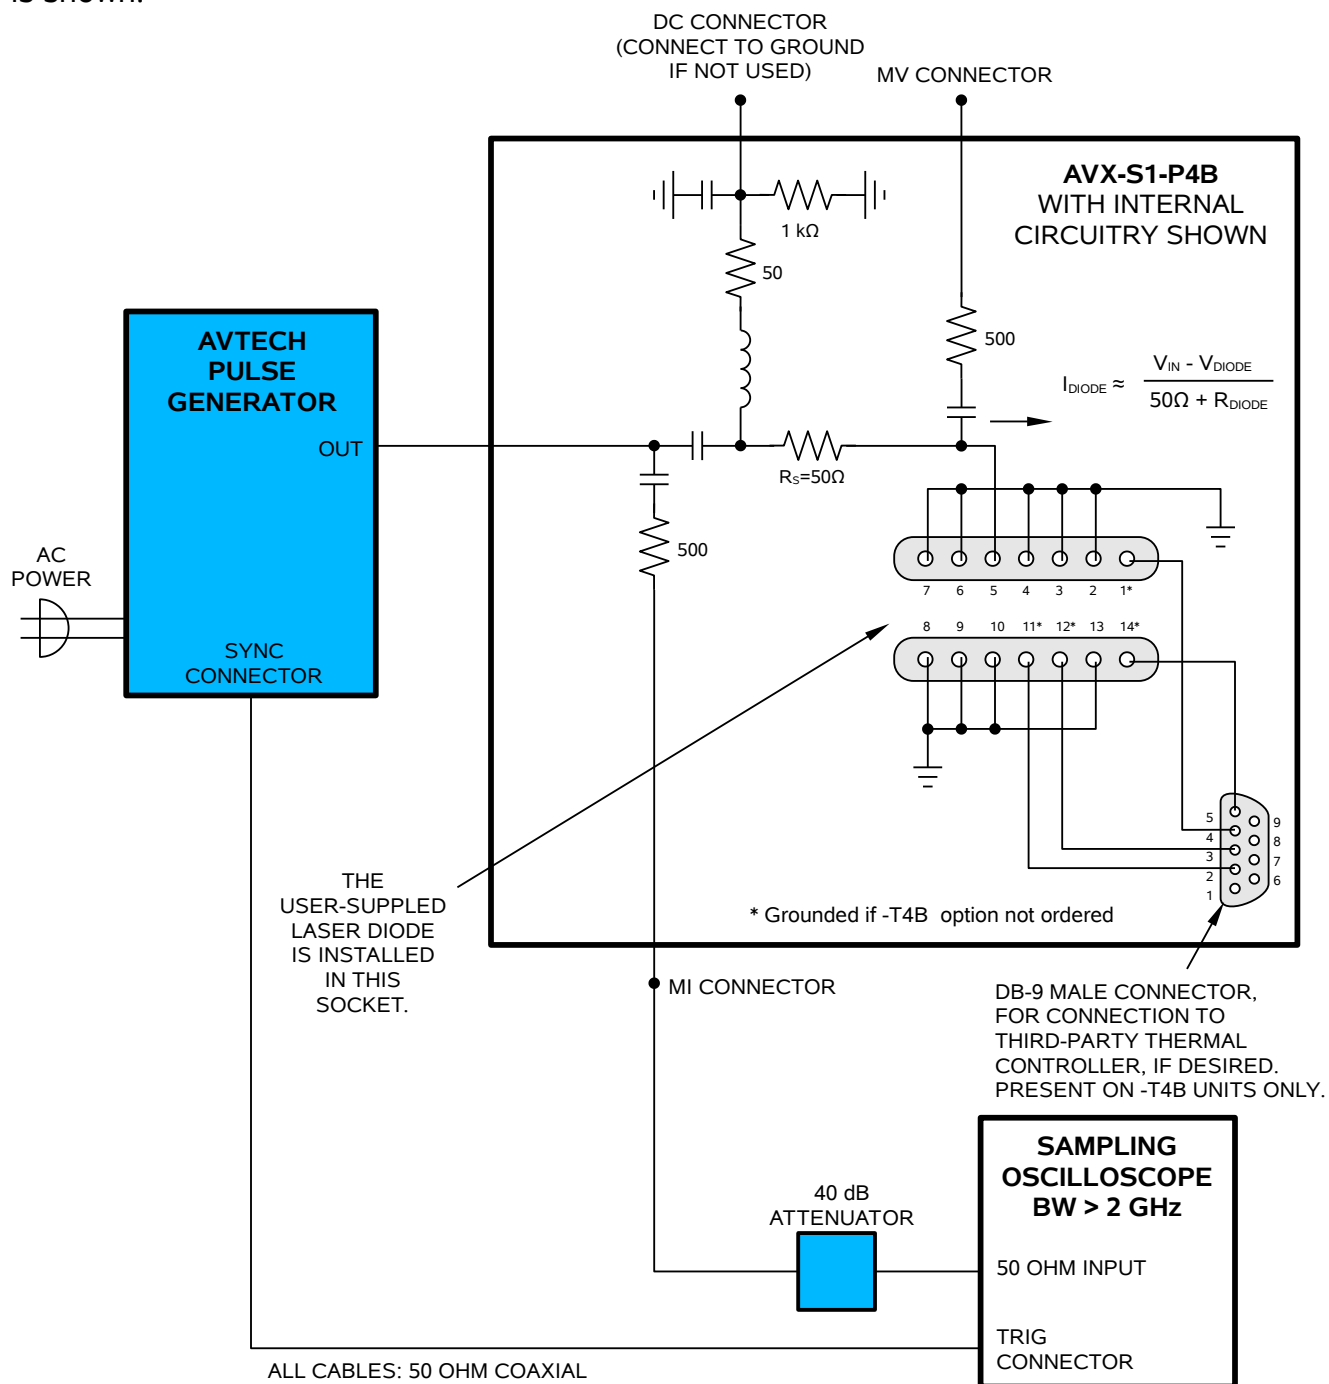 DC CONNECTOR
(CONNECT TO GROUND
IF NOT USED)
MV CONNECTOR
AVX-S1-P4B
WITH INTERNAL
CIRCUITRY SHOWN
1 kΩ
50
500
I_DIODE ≈ V_IN - V_DIODE
50Ω + R_DIODE
AVTECH
PULSE
GENERATOR
OUT
R_S=50Ω
500
AC
POWER
SYNC
CONNECTOR
7 6 5 4 3 2 1*
8 9 10 11* 12* 13 14*
5
4
3
2
1
9
8
7
6
THE
USER-SUPPLED
LASER DIODE
IS INSTALLED
IN THIS
SOCKET.
* Grounded if -T4B option not ordered
MI CONNECTOR
DB-9 MALE CONNECTOR,
FOR CONNECTION TO
THIRD-PARTY THERMAL
CONTROLLER, IF DESIRED.
PRESENT ON -T4B UNITS ONLY.
SAMPLING
OSCILLOSCOPE
BW > 2 GHz
40 dB
ATTENUATOR
50 OHM INPUT
TRIG
CONNECTOR
ALL CABLES: 50 OHM COAXIAL